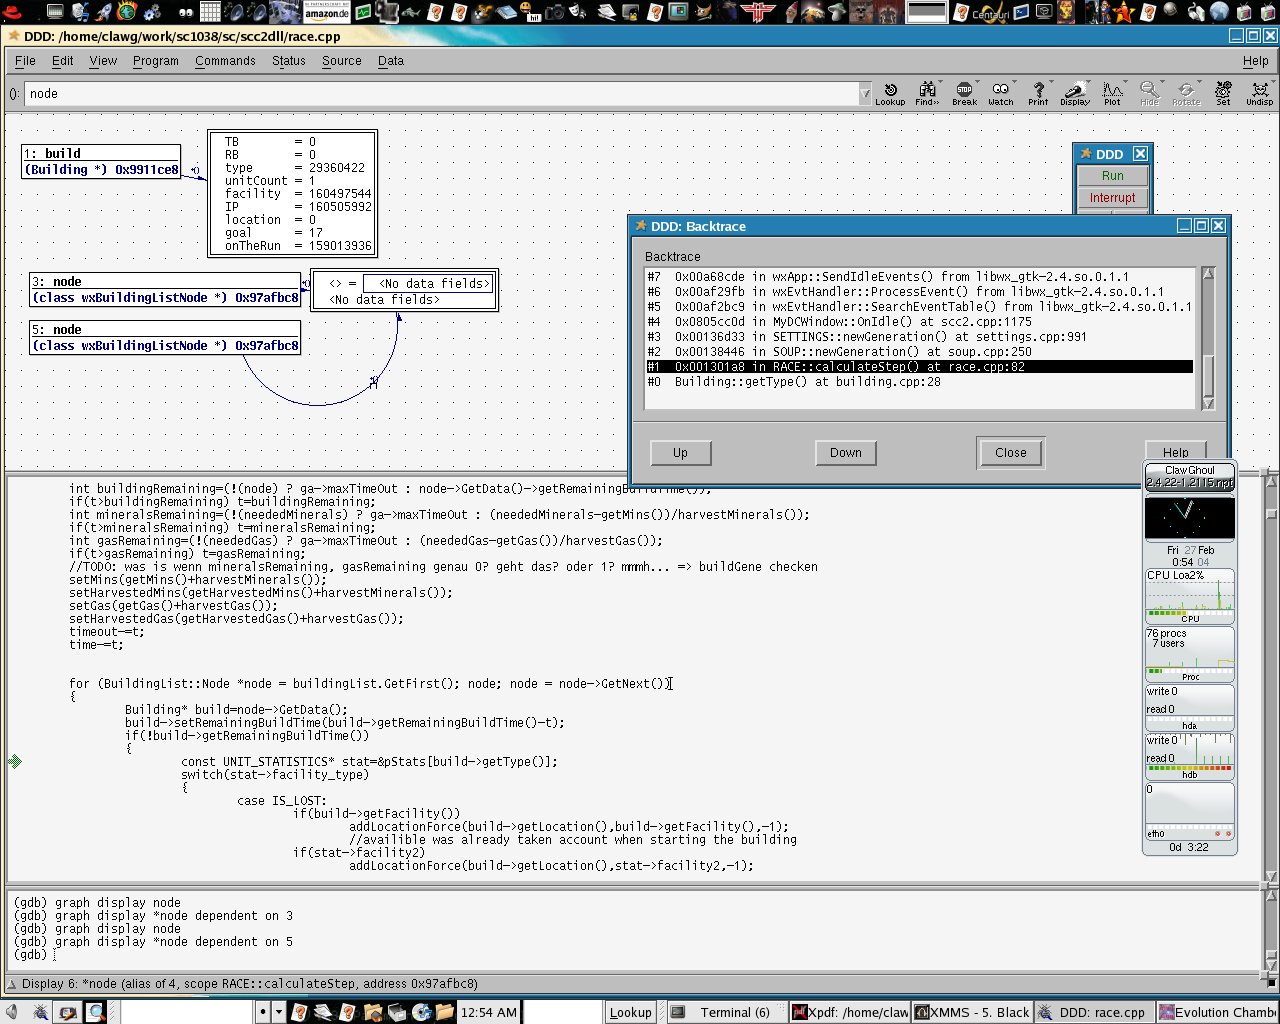 amazon.de
Centauri
DDD: /home/clawg/work/sc1038/sc/scc2dll/race.cpp
File Edit View Program Commands Status Source Data Help
(): node
Lookup Find>> Break Watch Print Display Plot Hide Rotate Set Undisp
1: build
(Building *) 0x9911ce8
*()
TB = 0
RB = 0
type = 29360422
unitCount = 1
facility = 160497544
IP = 160505992
location = 0
goal = 17
onTheRun = 159013936
3: node
(class wxBuildingListNode *) 0x97afbc8
<> = <No data fields>
<No data fields>
5: node
(class wxBuildingListNode *) 0x97afbc8
DDD
Run
Interrupt
DDD: Backtrace
Backtrace
#7 0x00a68cde in wxApp::SendIdleEvents() from libwx_gtk-2.4.so.0.1.1
#6 0x00af29fb in wxEvtHandler::ProcessEvent() from libwx_gtk-2.4.so.0.1.1
#5 0x00af2bc9 in wxEvtHandler::SearchEventTable() from libwx_gtk-2.4.so.0.1.1
#4 0x0805cc0d in MyDCWindow::OnIdle() at scc2.cpp:1175
#3 0x00136d33 in SETTINGS::newGeneration() at settings.cpp:991
#2 0x00138446 in SOUP::newGeneration() at soup.cpp:250
#1 0x001301a8 in RACE::calculateStep() at race.cpp:82
#0 Building::getType() at building.cpp:28
Up Down Close Help
int buildingRemaining=(!(node) ? ga->maxTimeOut : node->GetData()->getRemainingBuildTime());
if(t>buildingRemaining) t=buildingRemaining;
int mineralsRemaining=(!(neededMinerals) ? ga->maxTimeOut : (neededMinerals-getMins())/harvestMinerals());
if(t>mineralsRemaining) t=mineralsRemaining;
int gasRemaining=(!(neededGas) ? ga->maxTimeOut : (neededGas-getGas())/harvestGas());
if(t>gasRemaining) t=gasRemaining;
//TODO: was is wenn mineralsRemaining, gasRemaining genau 0? geht das? oder 1? mmmh... => buildGene checken
setMins(getMins()+harvestMinerals());
setHarvestedMins(getHarvestedMins()+harvestMinerals());
setGas(getGas()+harvestGas());
setHarvestedGas(getHarvestedGas()+harvestGas());
timeout-=t;
time-=t;
for (BuildingList::Node *node = buildingList.GetFirst(); node; node = node->GetNext())
{
Building* build=node->GetData();
build->setRemainingBuildTime(build->getRemainingBuildTime()-t);
if(!build->getRemainingBuildTime())
{
const UNIT_STATISTICS* stat=&pStats[build->getType()];
switch(stat->facility_type)
{
case IS_LOST:
if(build->getFacility())
addLocationForce(build->getLocation(),build->getFacility(),-1);
//availible was already taken account when starting the building
if(stat->facility2)
addLocationForce(build->getLocation(),stat->facility2,-1);
ClawGhoul
2.4.22-1.2115.npt
Fri 27 Feb
0:54 04
CPU Loa2%
CPU
76 procs
7 users
Proc
write 0
read 0
hda
write 0
read 0
hdb
0
eth0
0d 3:22
(gdb) graph display node
(gdb) graph display *node dependent on 3
(gdb) graph display node
(gdb) graph display *node dependent on 5
(gdb)
Display 6: *node (alias of 4, scope RACE::calculateStep, address 0x97afbc8)
12:54 AM Lookup Terminal (6) Xpdf: /home/claw XMMS - 5. Black DDD: race.cpp Evolution Chamb